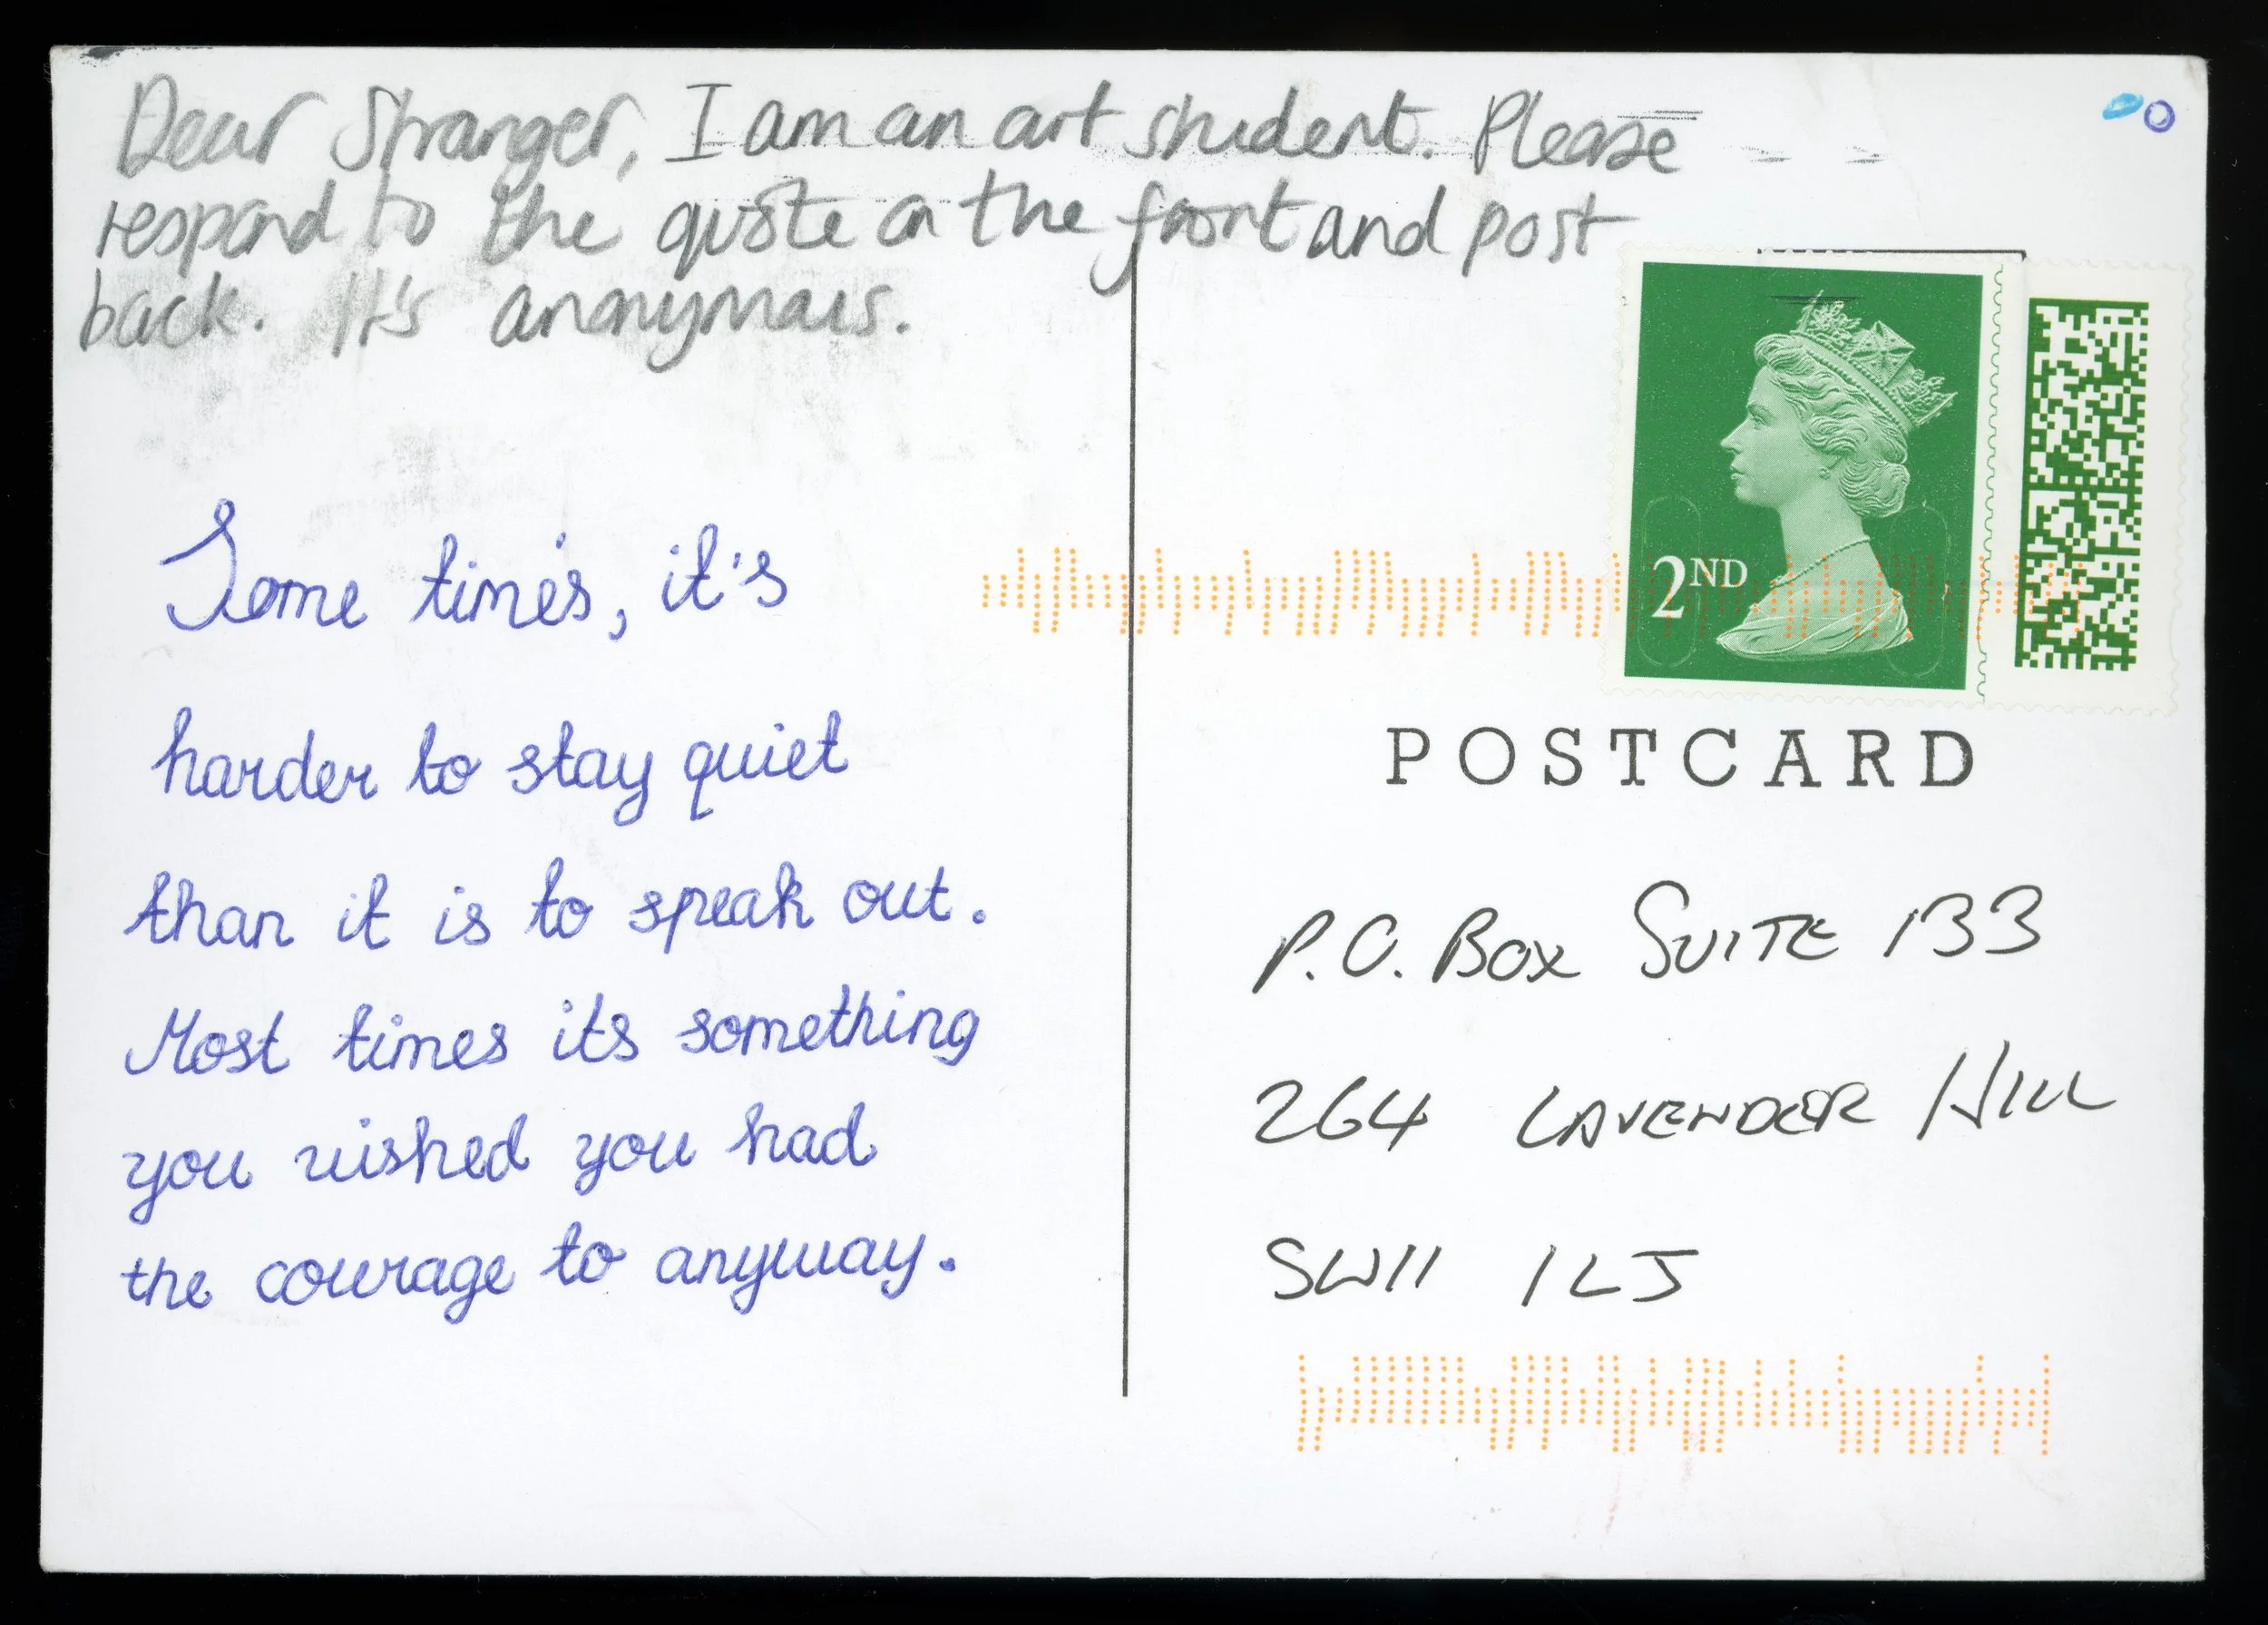 Dear Stranger, I am an art student. Please
respond to the quote on the front and post
back. It's anonymous.
Some times, it's
harder to stay quiet
than it is to speak out.
Most times its something
you wished you had
the courage to anyway.
2ND
POSTCARD
P.O. BOX SUITE 133
264 LAVENDER HILL
SW11 1LJ